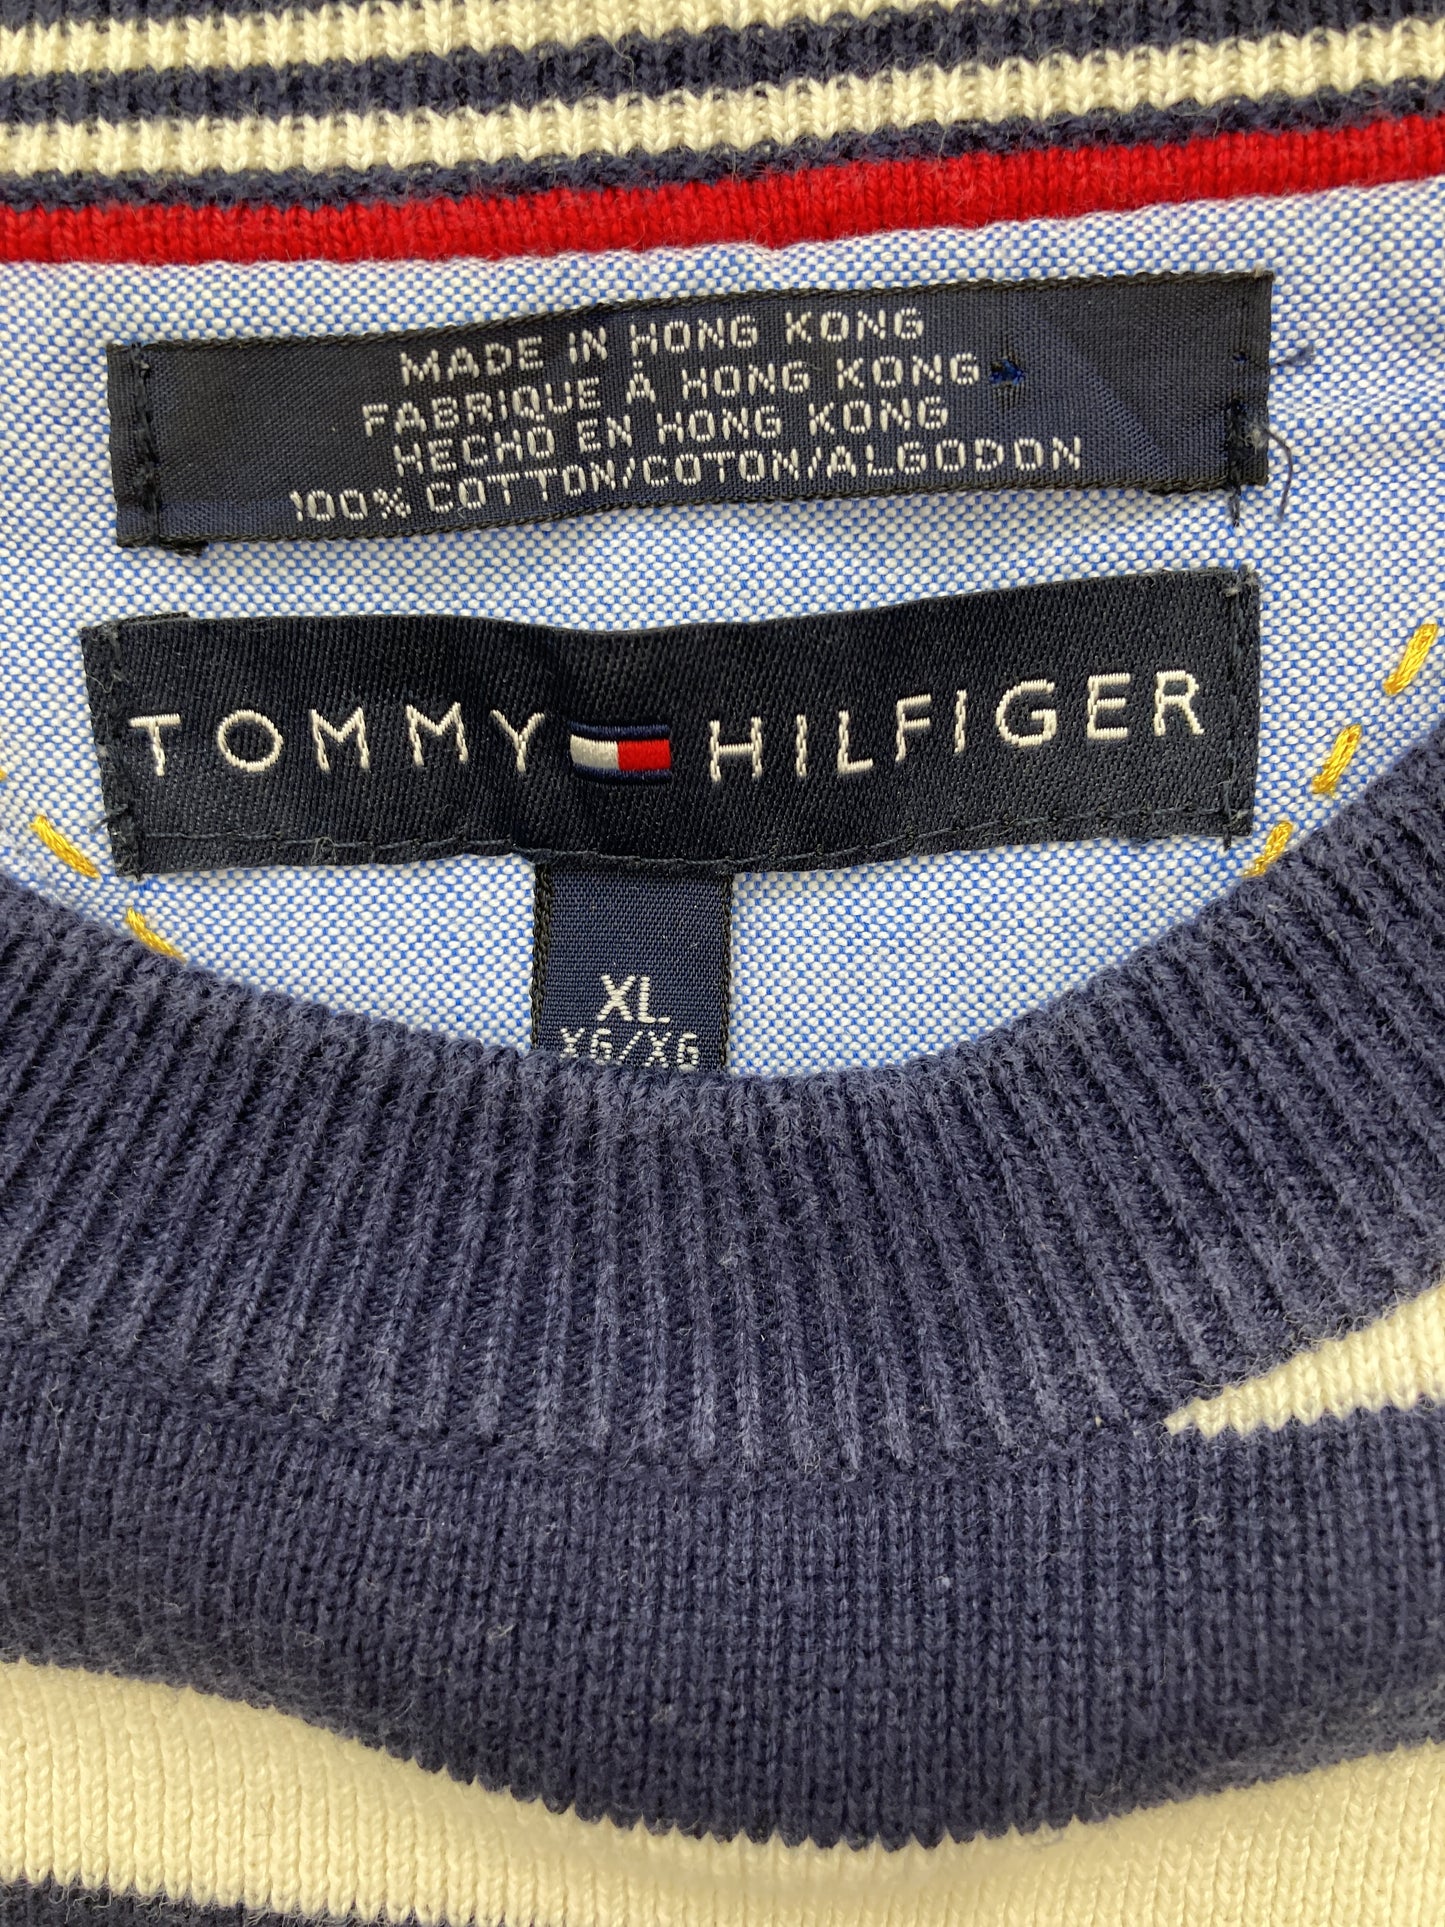 MADE IN HONG KONG
FABRIQUE À HONG KONG
HECHO EN HONG KONG
100% COTTON/COTON/ALGODON
TOMMY HILFIGER
XL
XG/XG